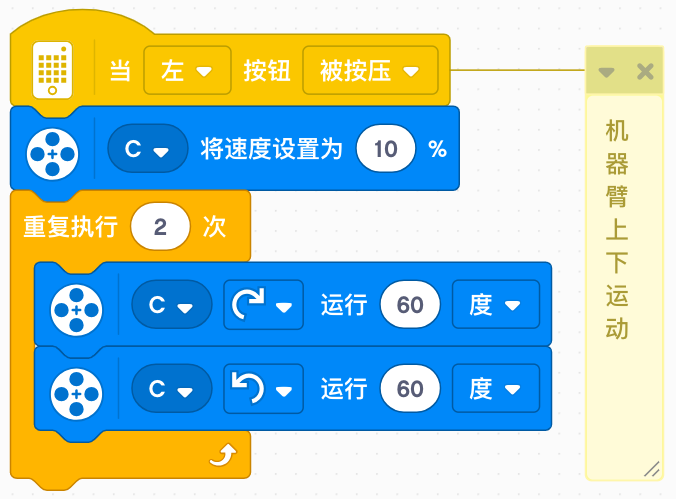 当 左 按钮 被按压
C 将速度设置为 10 %
重复执行 2 次
C 运行 60 度
C 运行 60 度
机
器
臂
上
下
运
动